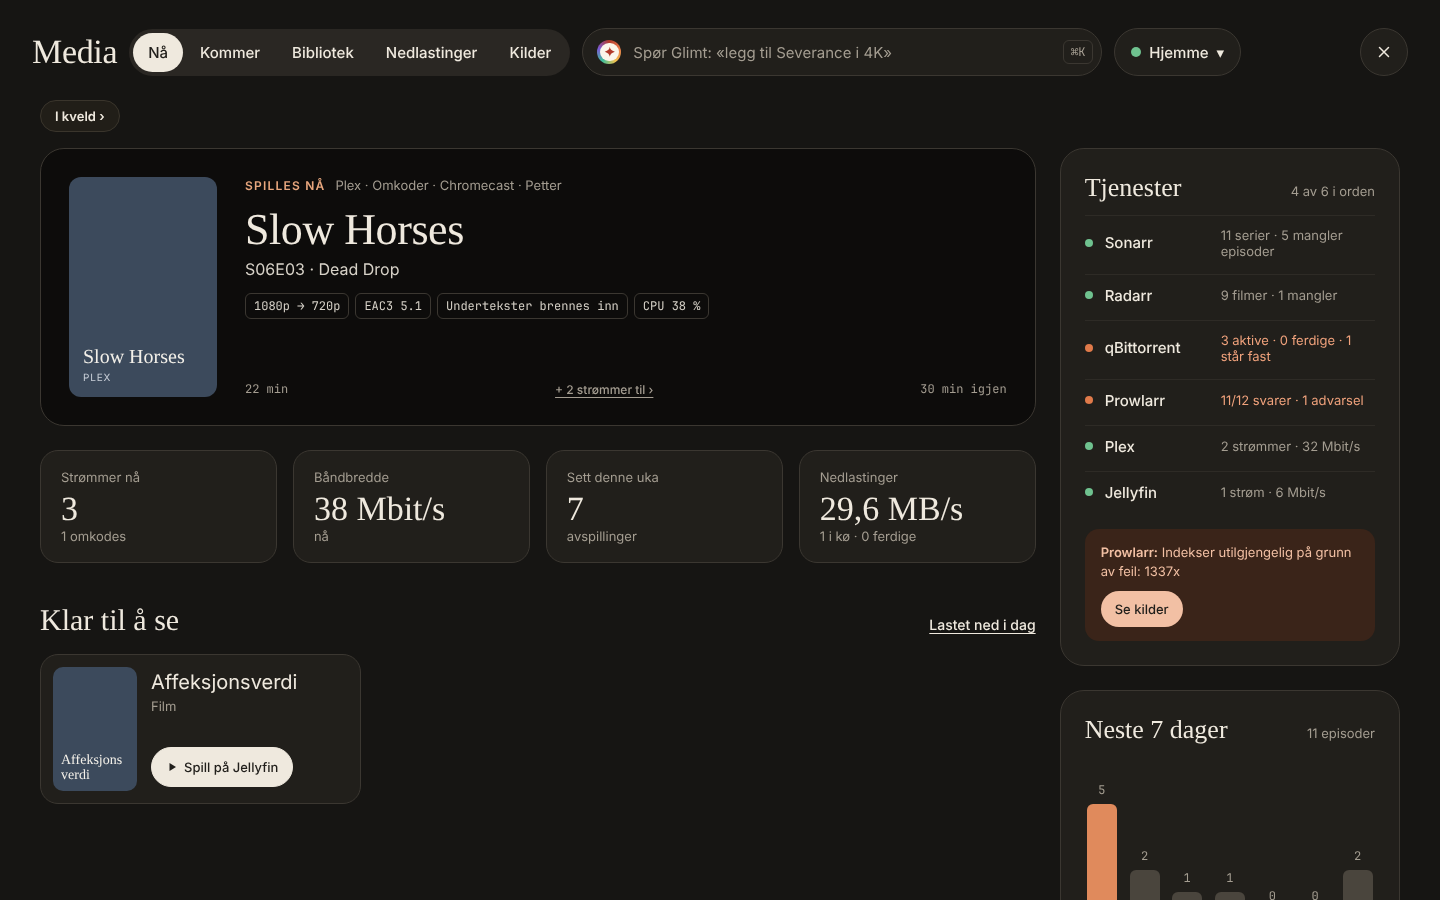 Media
Nå
Kommer
Bibliotek
Nedlastinger
Kilder
Spør Glimt: «legg til Severance i 4K»
⌘K
Hjemme ▾
I kveld ›
SPILLES NÅ Plex · Omkoder · Chromecast · Petter
Slow Horses
S06E03 · Dead Drop
1080p → 720p
EAC3 5.1
Undertekster brennes inn
CPU 38 %
Slow Horses
PLEX
22 min
+ 2 strømmer til ›
30 min igjen
Strømmer nå
3
1 omkodes
Båndbredde
38 Mbit/s
nå
Sett denne uka
7
avspillinger
Nedlastinger
29,6 MB/s
1 i kø · 0 ferdige
Klar til å se
Lastet ned i dag
Affeksjons
verdi
Affeksjonsverdi
Film
Spill på Jellyfin
Tjenester
4 av 6 i orden
Sonarr
11 serier · 5 mangler
episoder
Radarr
9 filmer · 1 mangler
qBittorrent
3 aktive · 0 ferdige · 1
står fast
Prowlarr
11/12 svarer · 1 advarsel
Plex
2 strømmer · 32 Mbit/s
Jellyfin
1 strøm · 6 Mbit/s
Prowlarr: Indekser utilgjengelig på grunn
av feil: 1337x
Se kilder
Neste 7 dager
11 episoder
5
2
1
1
0
0
2